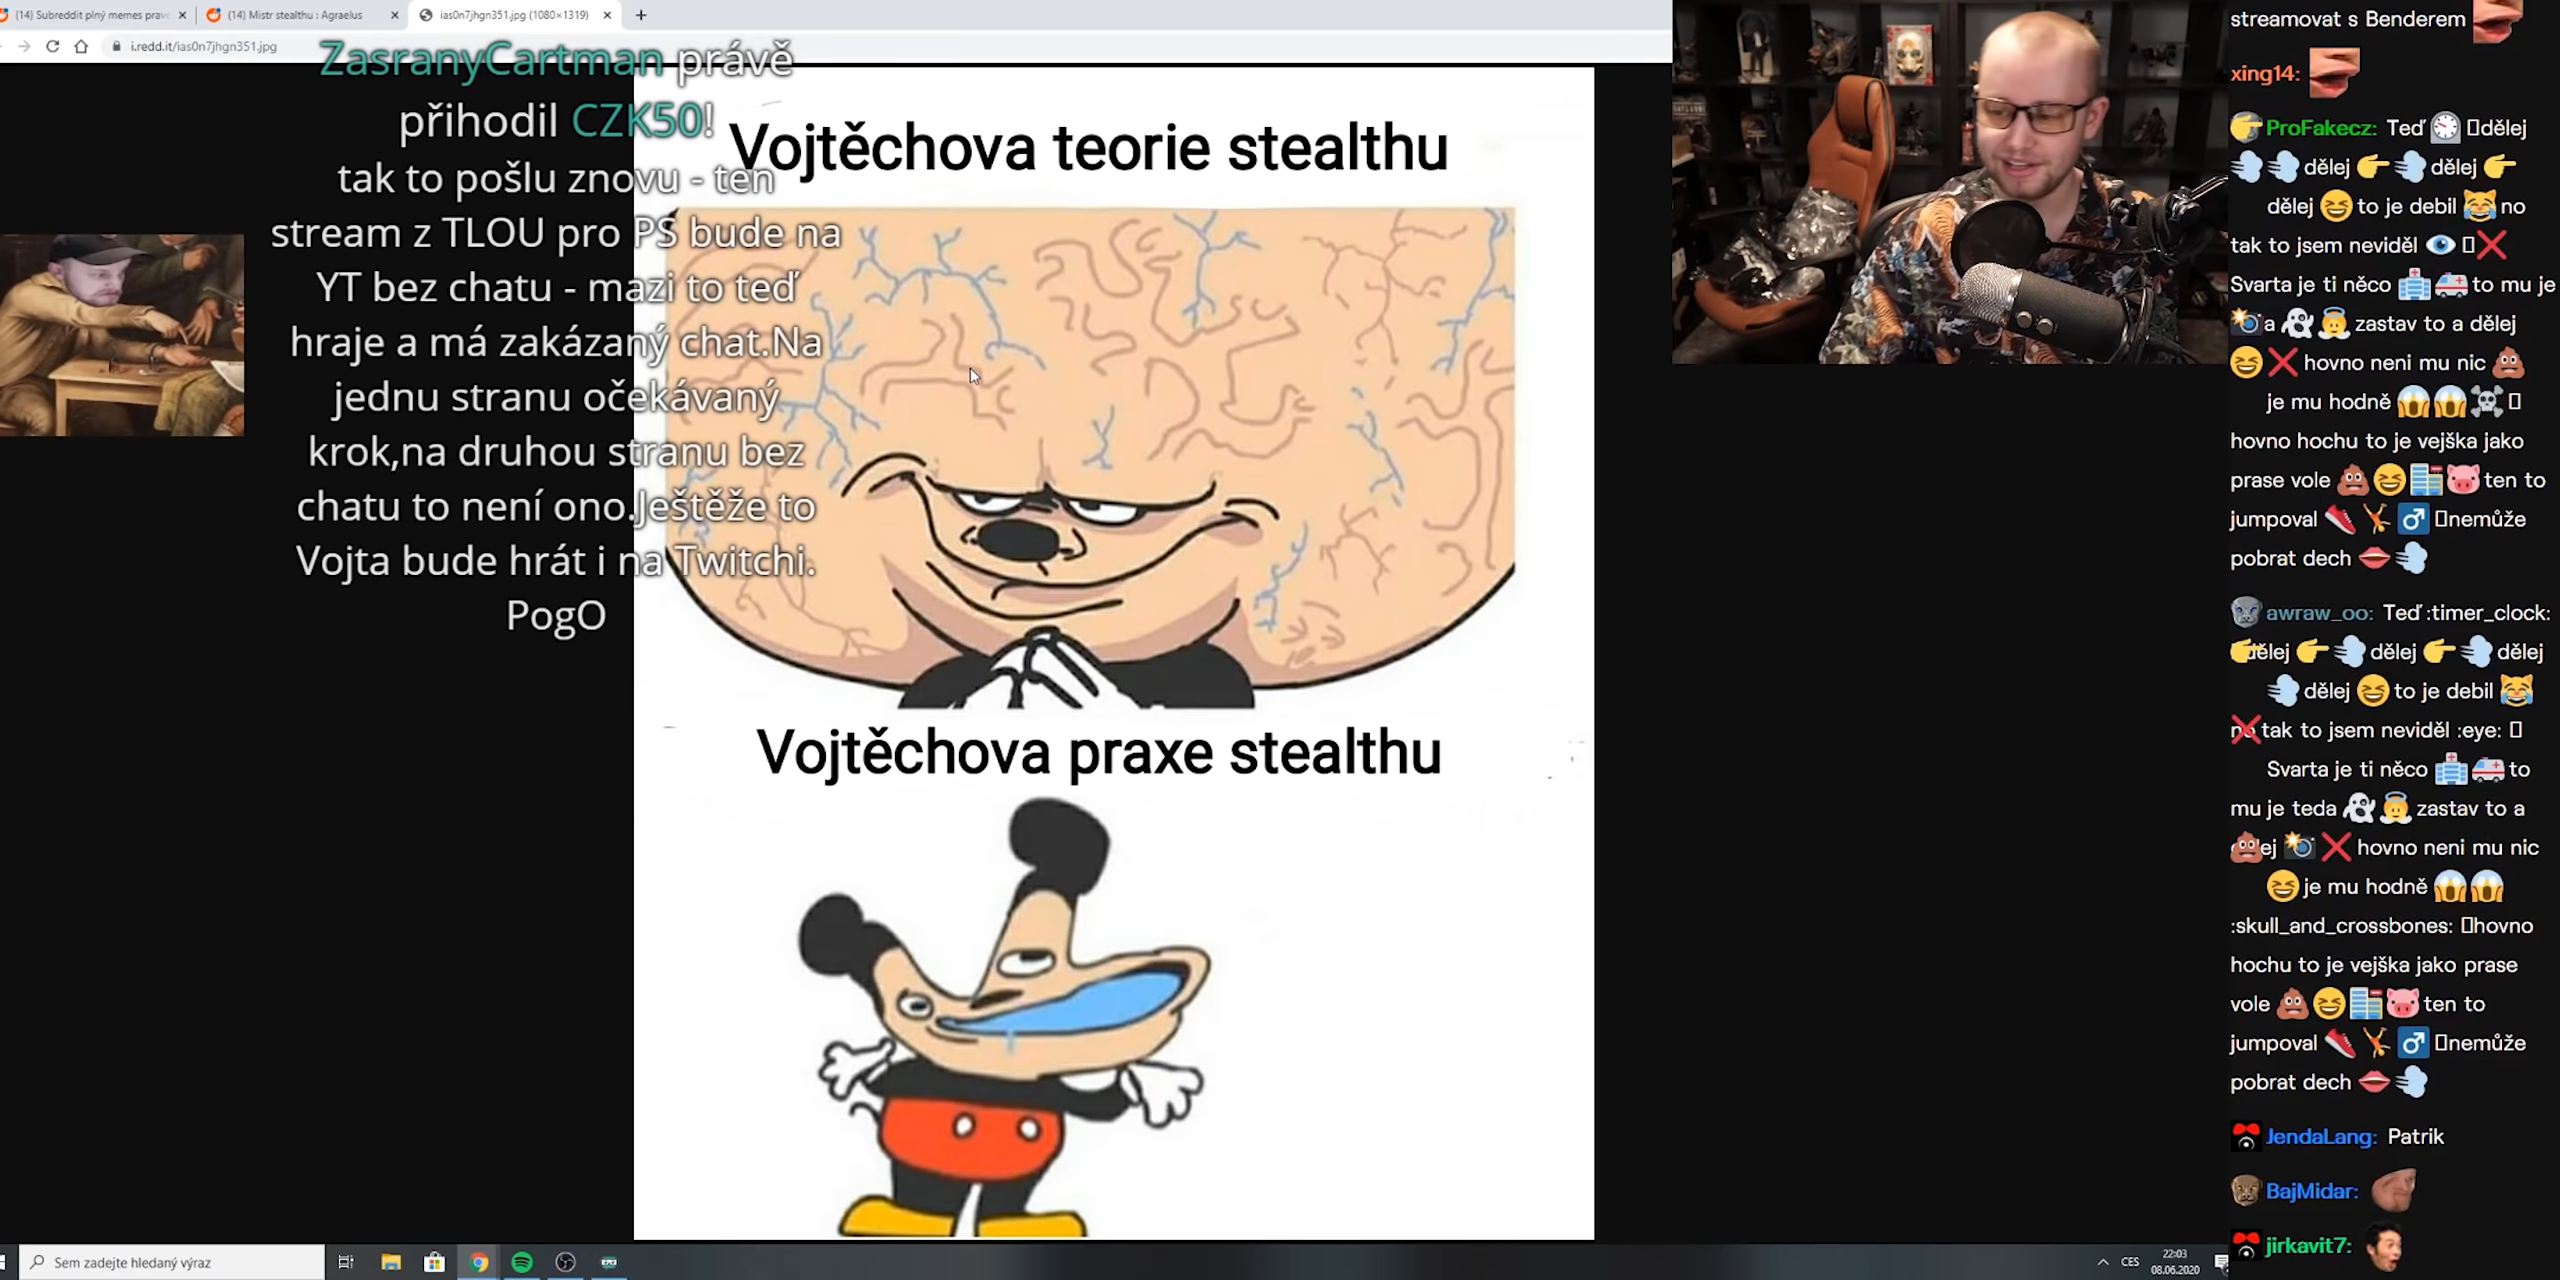 (14) Subreddit plný memes pravě
(14) Mistr stealthu : Agraelus
ias0n7jhgn351.jpg (1080×1319)
i.redd.it/ias0n7jhgn351.jpg
ZasranyCartman právě
přihodil CZK50!
tak to pošlu znovu - ten
stream z TLOU pro PS bude na
YT bez chatu - mazi to teď
hraje a má zakázaný chat.Na
jednu stranu očekávaný
krok,na druhou stranu bez
chatu to není ono.Ještěže to
Vojta bude hrát i na Twitchi.
PogO
Vojtěchova teorie stealthu
Vojtěchova praxe stealthu
streamovat s Benderem
xing14:
ProFakecz: Teď dělej
dělej dělej
dělej to je debil no
tak to jsem neviděl
Svarta je ti něco to mu je
a zastav to a dělej
hovno neni mu nic
je mu hodně
hovno hochu to je vejška jako
prase vole ten to
jumpoval nemůže
pobrat dech
awraw_oo: Teď :timer_clock:
dělej dělej dělej
dělej to je debil
no tak to jsem neviděl :eye:
Svarta je ti něco to
mu je teda zastav to a
hovno neni mu nic
je mu hodně
:skull_and_crossbones: hovno
hochu to je vejška jako prase
vole ten to
jumpoval nemůže
pobrat dech
JendaLang: Patrik
BajMidar:
jirkavit7:
Sem zadejte hledaný výraz
CES
22:03
08.06.2020